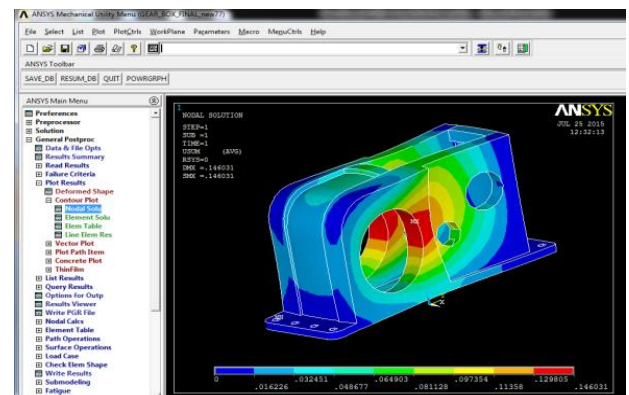 ANSYS Mechanical Utility Menu (GEAR_BOX_FINAL_new77)
File Select List Plot PlotCtrls WorkPlane Parameters Macro MenuCtrls Help
ANSYS Toolbar
SAVE_DB RESUM_DB QUIT POWRGRPH
ANSYS Main Menu
Preferences
Preprocessor
Solution
General Postproc
Data & File Opts
Results Summary
Read Results
Failure Criteria
Plot Results
Deformed Shape
Contour Plot
Nodal Solu
Element Solu
Elem Table
Line Elem Res
Vector Plot
Plot Path Item
Concrete Plot
ThinFilm
List Results
Query Results
Options for Outp
Results Viewer
Write PGR File
Nodal Calcs
Element Table
Path Operations
Surface Operations
Load Case
Check Elem Shape
Write Results
Submodeling
Fatigue
1
NODAL SOLUTION
STEP=1
SUB =1
TIME=1
USUM (AVG)
RSYS=0
DMX =.146031
SMX =.146031
ANSYS
JUL 25 2015
12:32:13
MX
0 .032451 .064903 .097354 .129805
.016226 .048677 .081128 .11358 .146031